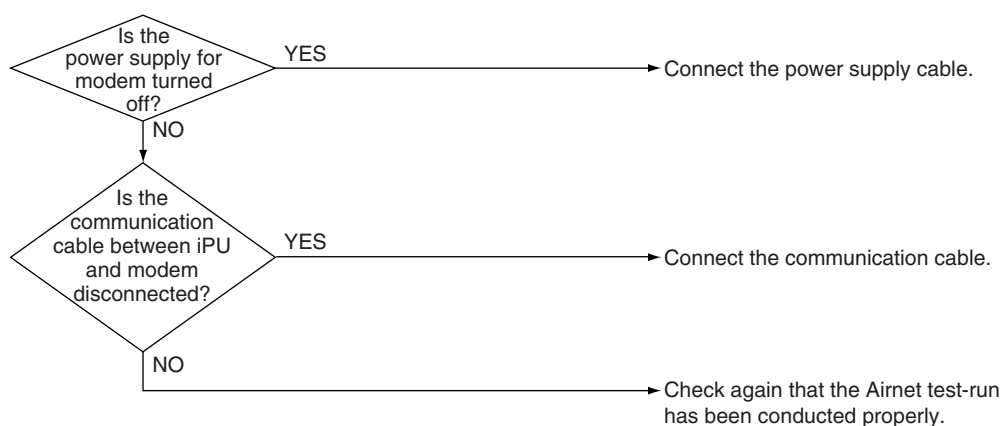 Is the
power supply for
modem turned
off?
YES
Connect the power supply cable.
NO
Is the
communication
cable between iPU
and modem
disconnected?
YES
Connect the communication cable.
NO
Check again that the Airnet test-run
has been conducted properly.